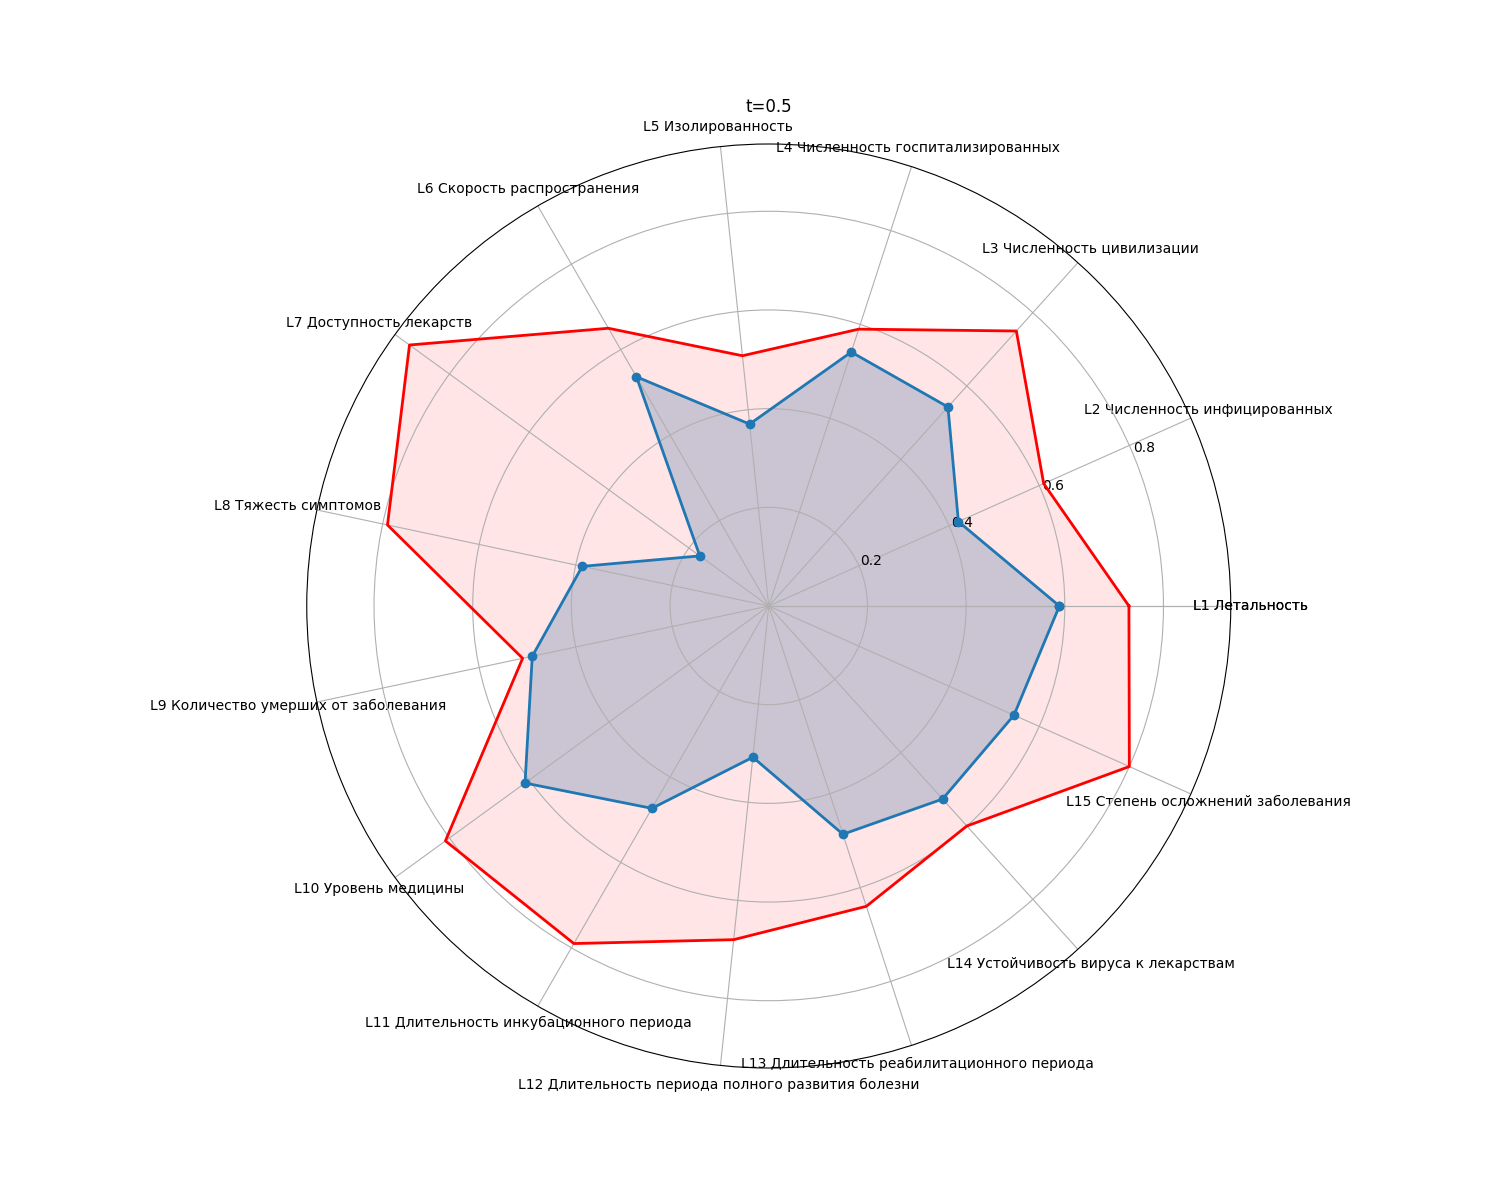 t=0.5
L5 Изолированность
L4 Численность госпитализированных
L6 Скорость распространения
L3 Численность цивилизации
L7 Доступность лекарств
L2 Численность инфицированных
0.8
0.6
L8 Тяжесть симптомов
0.4
0.2
L1 Летальность
L9 Количество умерших от заболевания
L15 Степень осложнений заболевания
L10 Уровень медицины
L14 Устойчивость вируса к лекарствам
L11 Длительность инкубационного периода
L13 Длительность реабилитационного периода
L12 Длительность периода полного развития болезни